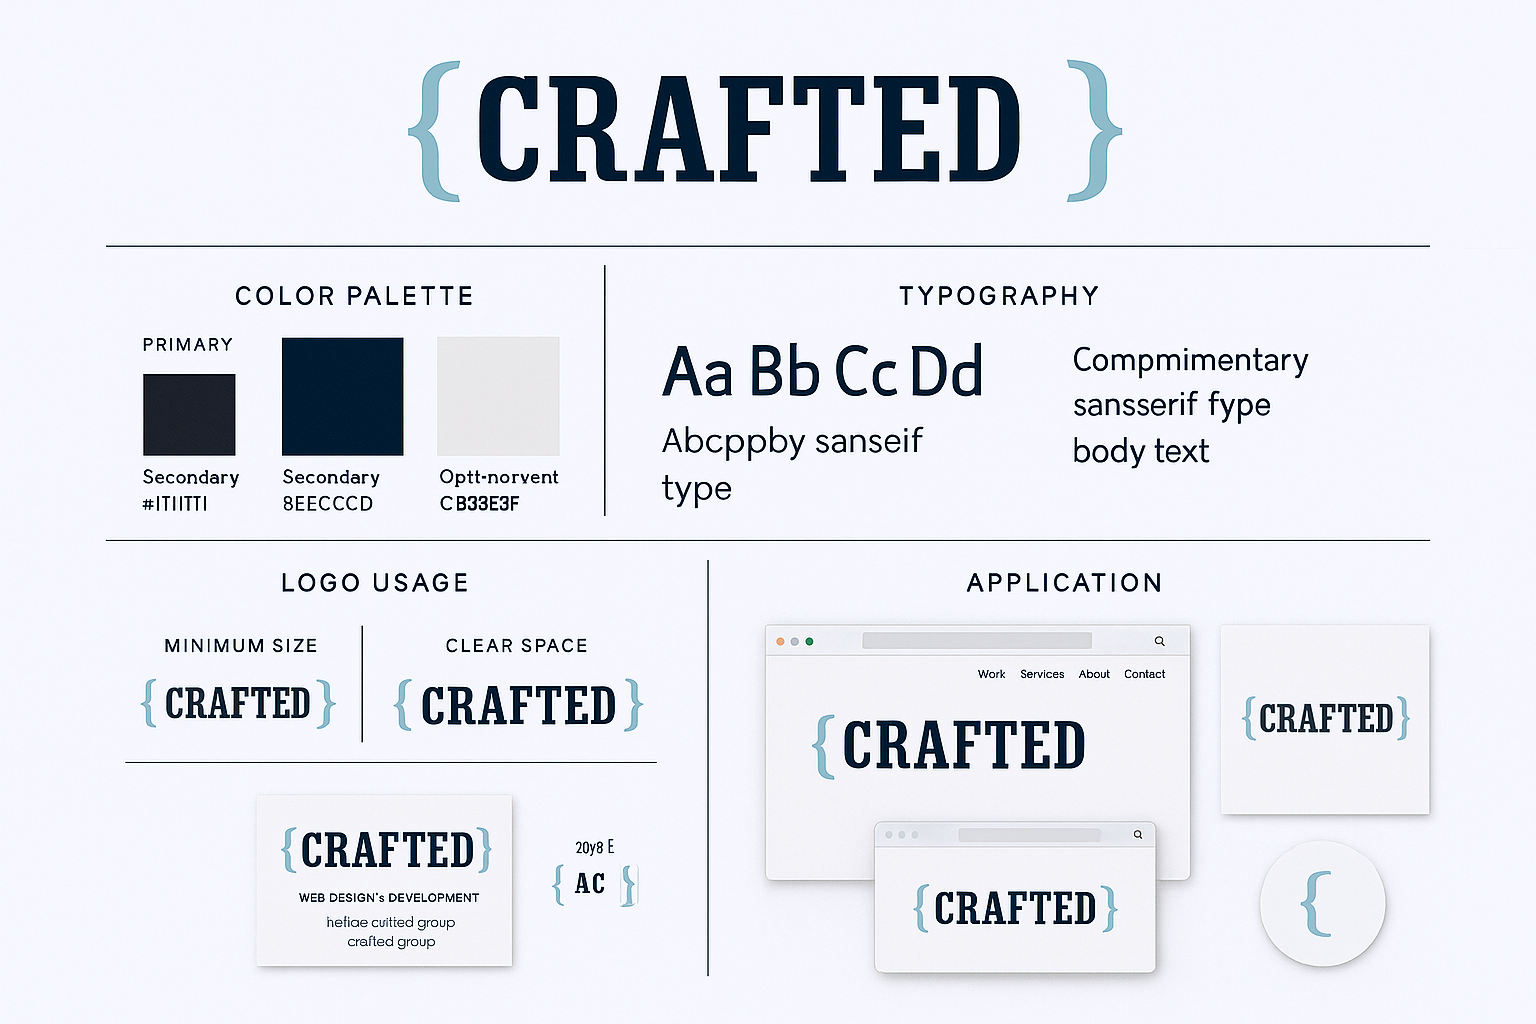 { CRAFTED }
COLOR PALETTE
PRIMARY
Secondary
#ITIITTI
Secondary
8EECCCD
Optt-norvent
CB33E3F
TYPOGRAPHY
Aa Bb Cc Dd
Abcppby sanseif
type
Compmimentary
sansserif fype
body text
LOGO USAGE
MINIMUM SIZE
{ CRAFTED }
CLEAR SPACE
{ CRAFTED }
{CRAFTED}
WEB DESIGN's DEVELOPMENT
hefiae cuitted group
crafted group
20y8 E
{ AC }
APPLICATION
Work Services About Contact
{CRAFTED
{CRAFTED}
{CRAFTED}
{